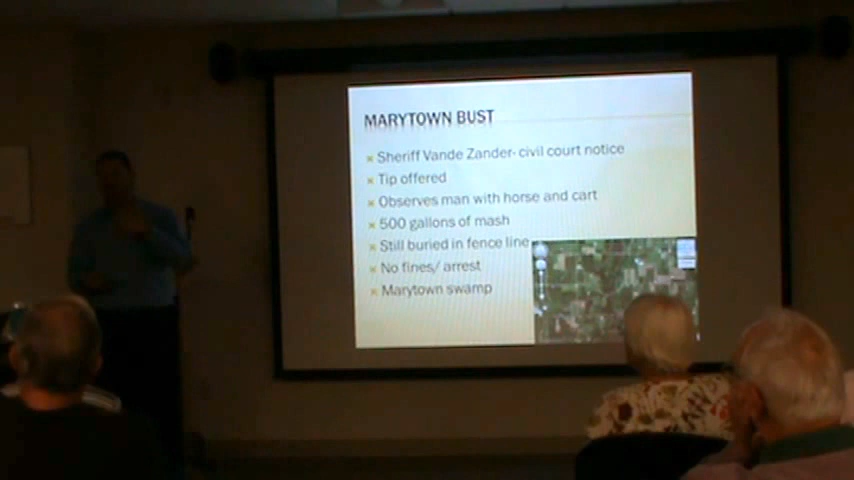 MARYTOWN BUST
Sheriff Vande Zander- civil court notice
Tip offered
Observes man with horse and cart
500 gallons of mash
Still buried in fence line
No fines/ arrest
Marytown swamp